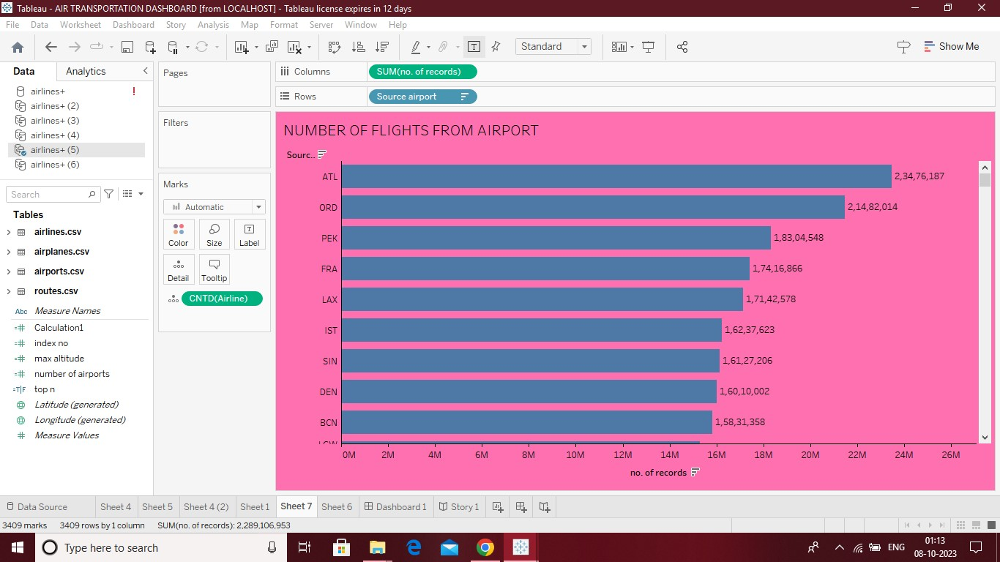 Tableau - AIR TRANSPORTATION DASHBOARD [from LOCALHOST] - Tableau license expires in 12 days
File Data Worksheet Dashboard Story Analysis Map Format Server Window Help
Standard Show Me
Data Analytics
airlines+ !
airlines+ (2)
airlines+ (3)
airlines+ (4)
airlines+ (5)
airlines+ (6)
Search
Tables
airlines.csv
airplanes.csv
airports.csv
routes.csv
Abc Measure Names
Calculation1
index no
max altitude
number of airports
T|F top n
Latitude (generated)
Longitude (generated)
Measure Values
Pages
Filters
Marks
Automatic
Color Size Label
Detail Tooltip
CNTD(Airline)
Columns SUM(no. of records)
Rows Source airport
NUMBER OF FLIGHTS FROM AIRPORT
Sourc..
ATL 2,34,76,187
ORD 2,14,82,014
PEK 1,83,04,548
FRA 1,74,16,866
LAX 1,71,42,578
IST 1,62,37,623
SIN 1,61,27,206
DEN 1,60,10,002
BCN 1,58,31,358
LGW
0M 2M 4M 6M 8M 10M 12M 14M 16M 18M 20M 22M 24M 26M
no. of records
Data Source Sheet 4 Sheet 5 Sheet 4 (2) Sheet 1 Sheet 7 Sheet 6 Dashboard 1 Story 1
3409 marks 3409 rows by 1 column SUM(no. of records): 2,289,106,953
Type here to search ENG 01:13
08-10-2023